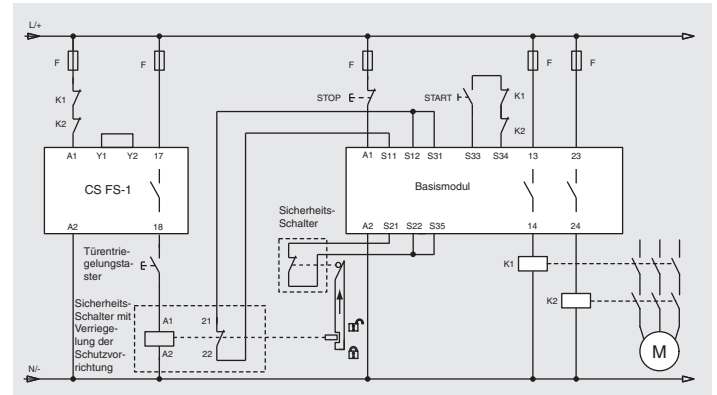 L/+
F
F
F
F
F
K1
K2
STOP
START
K1
K2
A1 Y1 Y2 17
A1 S11 S12 S31 S33 S34 13 23
CS FS-1
Basismodul
A2 18
A2 S21 S22 S35 14 24
Sicherheits-
Schalter
Türentrie-
gelungsta-
ster
K1
K2
Sicherheits-
Schalter mit
Verriege-
lung der
Schutzvor-
richtung
A1 21
A2 22
M
N/-